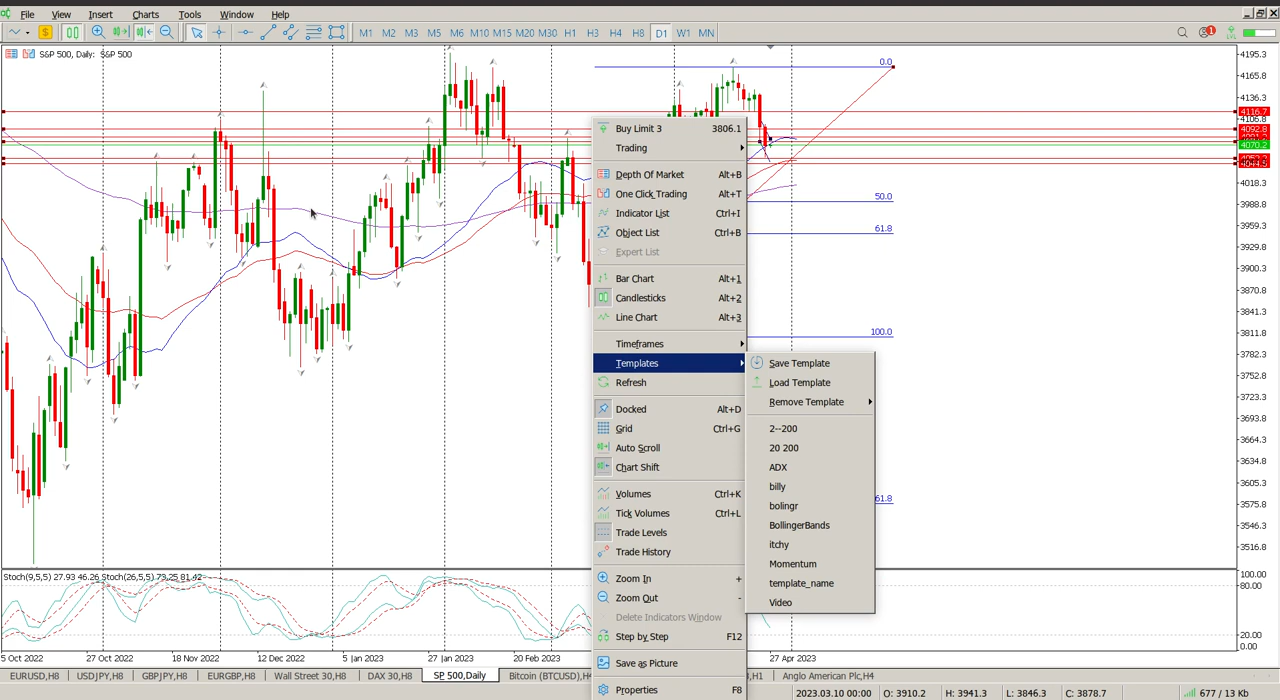 File View Insert Charts Tools Window Help
M1 M2 M3 M5 M6 M10 M15 M20 M30 H1 H3 H4 H8 D1 W1 MN
1
S&P 500, Daily: S&P 500
4195.3
0.0
4165.8
4136.3
4116.7
4106.8
4092.8
4070.2
4018.3
50.0
3988.8
61.8
3959.3
3929.8
3900.3
3870.8
3841.3
100.0
3811.8
3782.3
3752.8
3723.3
3693.8
3664.3
3634.8
3605.3
61.8
3575.8
3546.3
3516.8
Buy Limit 3 3806.1
Trading
Depth Of Market Alt+B
One Click Trading Alt+T
Indicator List Ctrl+I
Object List Ctrl+B
Expert List
Bar Chart Alt+1
Candlesticks Alt+2
Line Chart Alt+3
Timeframes
Templates
Refresh
Docked Alt+D
Grid Ctrl+G
Auto Scroll
Chart Shift
Volumes Ctrl+K
Tick Volumes Ctrl+L
Trade Levels
Trade History
Zoom In +
Zoom Out -
Delete Indicators Window
Step by Step F12
Save as Picture
Properties F8
Save Template
Load Template
Remove Template
2--200
20 200
ADX
billy
bolingr
BollingerBands
itchy
Momentum
template_name
Video
Stoch(9,5,5) 27.93 46.26 Stoch(26,5,5) 73.25 81.42
100.00
80.00
20.00
0.00
5 Oct 2022 27 Oct 2022 18 Nov 2022 12 Dec 2022 5 Jan 2023 27 Jan 2023 20 Feb 2023 27 Apr 2023
EURUSD,H8 USDJPY,H8 GBPJPY,H8 EURGBP,H8 Wall Street 30,H8 DAX 30,H8 SP 500,Daily Bitcoin (BTCUSD),H ,H1 Anglo American Plc,H4
2023.03.10 00:00 O: 3910.2 H: 3941.3 L: 3846.3 C: 3878.7 677 / 13 Kb